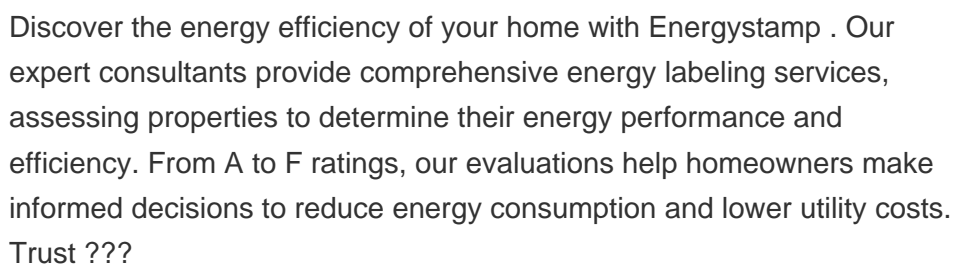 Discover the energy efficiency of your home with Energystamp . Our
expert consultants provide comprehensive energy labeling services,
assessing properties to determine their energy performance and
efficiency. From A to F ratings, our evaluations help homeowners make
informed decisions to reduce energy consumption and lower utility costs.
Trust ???